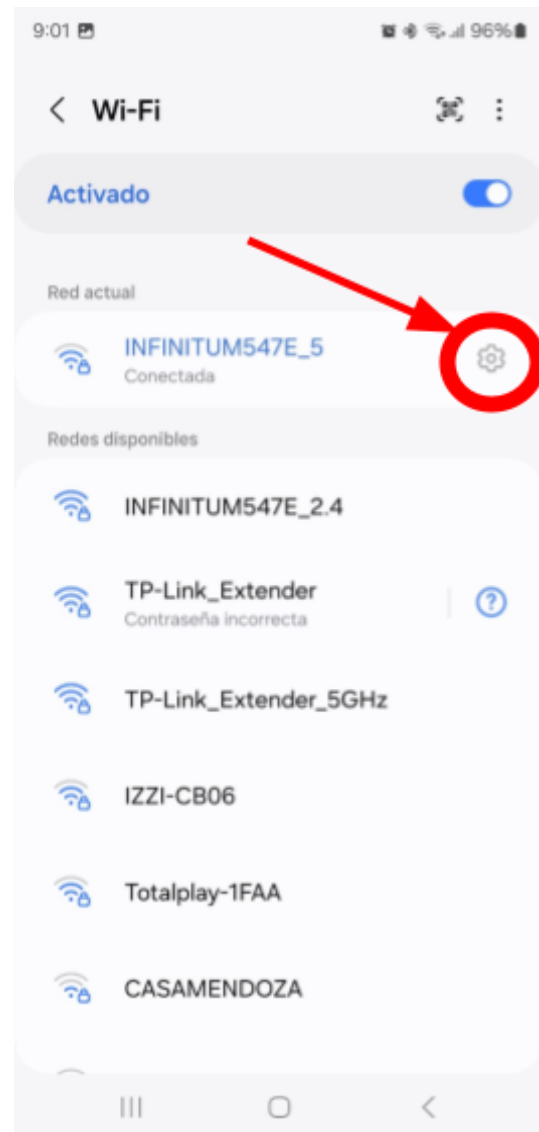 9:01 96%
Wi-Fi
Activado
Red actual
INFINITUM547E_5
Conectada
Redes disponibles
INFINITUM547E_2.4
TP-Link_Extender
Contraseña incorrecta
TP-Link_Extender_5GHz
IZZI-CB06
Totalplay-1FAA
CASAMENDOZA